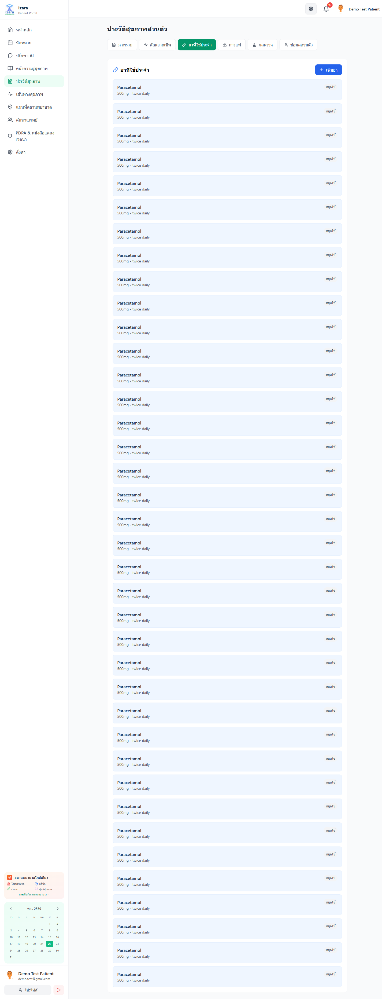 Izara
Patient Portal
หน้าหลัก
นัดหมาย
ปรึกษา AI
คลังความรู้สุขภาพ
ประวัติสุขภาพ
เส้นทางสุขภาพ
แผนที่สถานพยาบาล
ค้นหาแพทย์
PDPA & หนังสือแสดง
เจตนา
ตั้งค่า
สถานพยาบาลใกล้เคียง
โรงพยาบาล คลินิก
ร้านยา ศูนย์สุขภาพ
แตะเพื่อค้นหาสถานพยาบาล →
พ.ค. 2569
อา จ อ พ พฤ ศ ส
1 2
3 4 5 6 7 8 9
10 11 12 13 14 15 16
17 18 19 20 21 22 23
24 25 26 27 28 29 30
31
Demo Test Patient
demo.test@gmail.com
โปรไฟล์
9+
Demo Test Patient
ประวัติสุขภาพส่วนตัว
ภาพรวม สัญญาณชีพ ยาที่ใช้ประจำ การแพ้ ผลตรวจ ข้อมูลส่วนตัว
ยาที่ใช้ประจำ เพิ่มยา
Paracetamol หยุดใช้
500mg - twice daily
Paracetamol หยุดใช้
500mg - twice daily
Paracetamol หยุดใช้
500mg - twice daily
Paracetamol หยุดใช้
500mg - twice daily
Paracetamol หยุดใช้
500mg - twice daily
Paracetamol หยุดใช้
500mg - twice daily
Paracetamol หยุดใช้
500mg - twice daily
Paracetamol หยุดใช้
500mg - twice daily
Paracetamol หยุดใช้
500mg - twice daily
Paracetamol หยุดใช้
500mg - twice daily
Paracetamol หยุดใช้
500mg - twice daily
Paracetamol หยุดใช้
500mg - twice daily
Paracetamol หยุดใช้
500mg - twice daily
Paracetamol หยุดใช้
500mg - twice daily
Paracetamol หยุดใช้
500mg - twice daily
Paracetamol หยุดใช้
500mg - twice daily
Paracetamol หยุดใช้
500mg - twice daily
Paracetamol หยุดใช้
500mg - twice daily
Paracetamol หยุดใช้
500mg - twice daily
Paracetamol หยุดใช้
500mg - twice daily
Paracetamol หยุดใช้
500mg - twice daily
Paracetamol หยุดใช้
500mg - twice daily
Paracetamol หยุดใช้
500mg - twice daily
Paracetamol หยุดใช้
500mg - twice daily
Paracetamol หยุดใช้
500mg - twice daily
Paracetamol หยุดใช้
500mg - twice daily
Paracetamol หยุดใช้
500mg - twice daily
Paracetamol หยุดใช้
500mg - twice daily
Paracetamol หยุดใช้
500mg - twice daily
Paracetamol หยุดใช้
500mg - twice daily
Paracetamol หยุดใช้
500mg - twice daily
Paracetamol หยุดใช้
500mg - twice daily
Paracetamol หยุดใช้
500mg - twice daily
Paracetamol หยุดใช้
500mg - twice daily
Paracetamol หยุดใช้
500mg - twice daily
Paracetamol หยุดใช้
500mg - twice daily
Paracetamol หยุดใช้
500mg - twice daily
Paracetamol หยุดใช้
500mg - twice daily